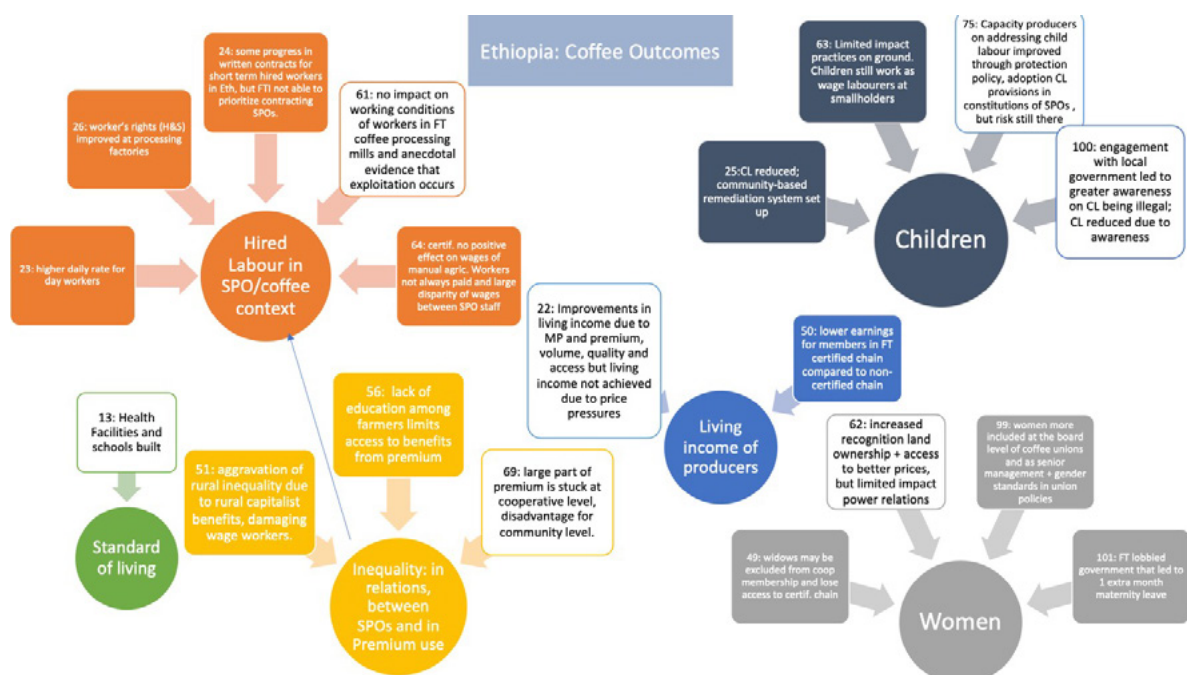 Ethiopia: Coffee Outcomes
24: some progress in
written contracts for
short term hired workers
in Eth, but FTI not able to
prioritize contracting
SPOs.
26: worker's rights (H&S)
improved at processing
factories
61: no impact on
working conditions of
workers in FT
coffee processing
mills and anecdotal
evidence that
exploitation occurs
23: higher daily rate for
day workers
Hired
Labour in
SPO/coffee
context
64: certif. no positive
effect on wages of
manual agric. Workers
not always paid and large
disparity of wages
between SPO staff
63: Limited impact
practices on ground.
Children still work as
wage labourers at
smallholders
75: Capacity producers
on addressing child
labour improved
through protection
policy, adoption CL
provisions in
constitutions of SPOs ,
but risk still there
25:CL reduced;
community-based
remediation system set
up
100: engagement
with local
government led to
greater awareness
on CL being illegal;
CL reduced due to
awareness
Children
22: Improvements in
living income due to
MP and premium,
volume, quality and
access but living
income not achieved
due to price
pressures
50: lower earnings
for members in FT
certified chain
compared to non-
certified chain
Living
income of
producers
13: Health
Facilities and
schools built
Standard
of living
56: lack of
education among
farmers limits
access to benefits
from premium
51: aggravation of
rural inequality due
to rural capitalist
benefits, damaging
wage workers.
69: large part of
premium is stuck at
cooperative level,
disadvantage for
community level.
Inequality: in
relations,
between
SPOs and in
Premium use
62: increased
recognition land
ownership + access
to better prices,
but limited impact
power relations
99: women more
included at the board
level of coffee unions
and as senior
management + gender
standards in union
policies
49: widows may be
excluded from coop
membership and lose
access to certif. chain
101: FT lobbied
government that led to
1 extra month
maternity leave
Women